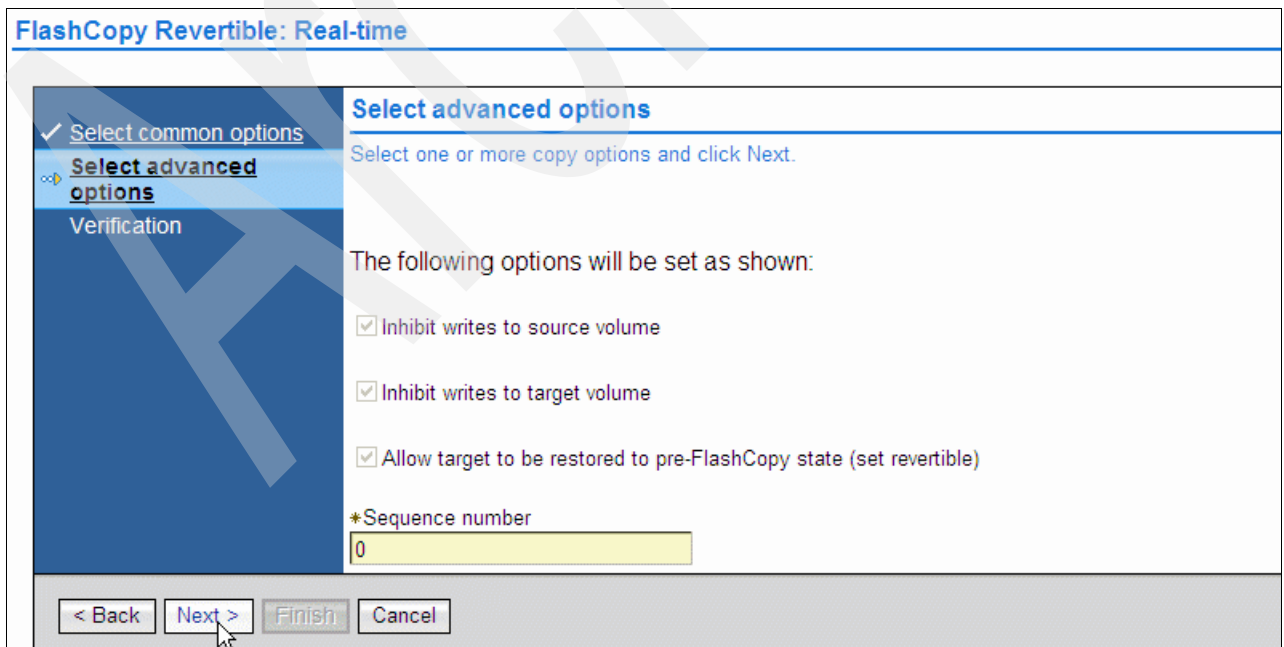 FlashCopy Revertible: Real-time
Select common options
Select advanced
options
Verification
Select advanced options
Select one or more copy options and click Next.
The following options will be set as shown:
Inhibit writes to source volume
Inhibit writes to target volume
Allow target to be restored to pre-FlashCopy state (set revertible)
*Sequence number
0
< Back Next > Finish Cancel